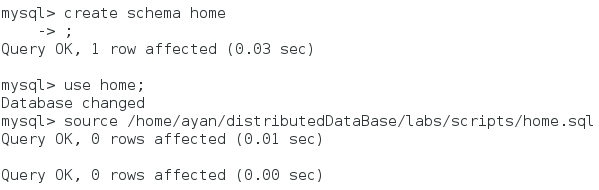 mysql> create schema home
    -> ;
Query OK, 1 row affected (0.03 sec)

mysql> use home;
Database changed
mysql> source /home/ayan/distributedDataBase/labs/scripts/home.sql
Query OK, 0 rows affected (0.01 sec)

Query OK, 0 rows affected (0.00 sec)